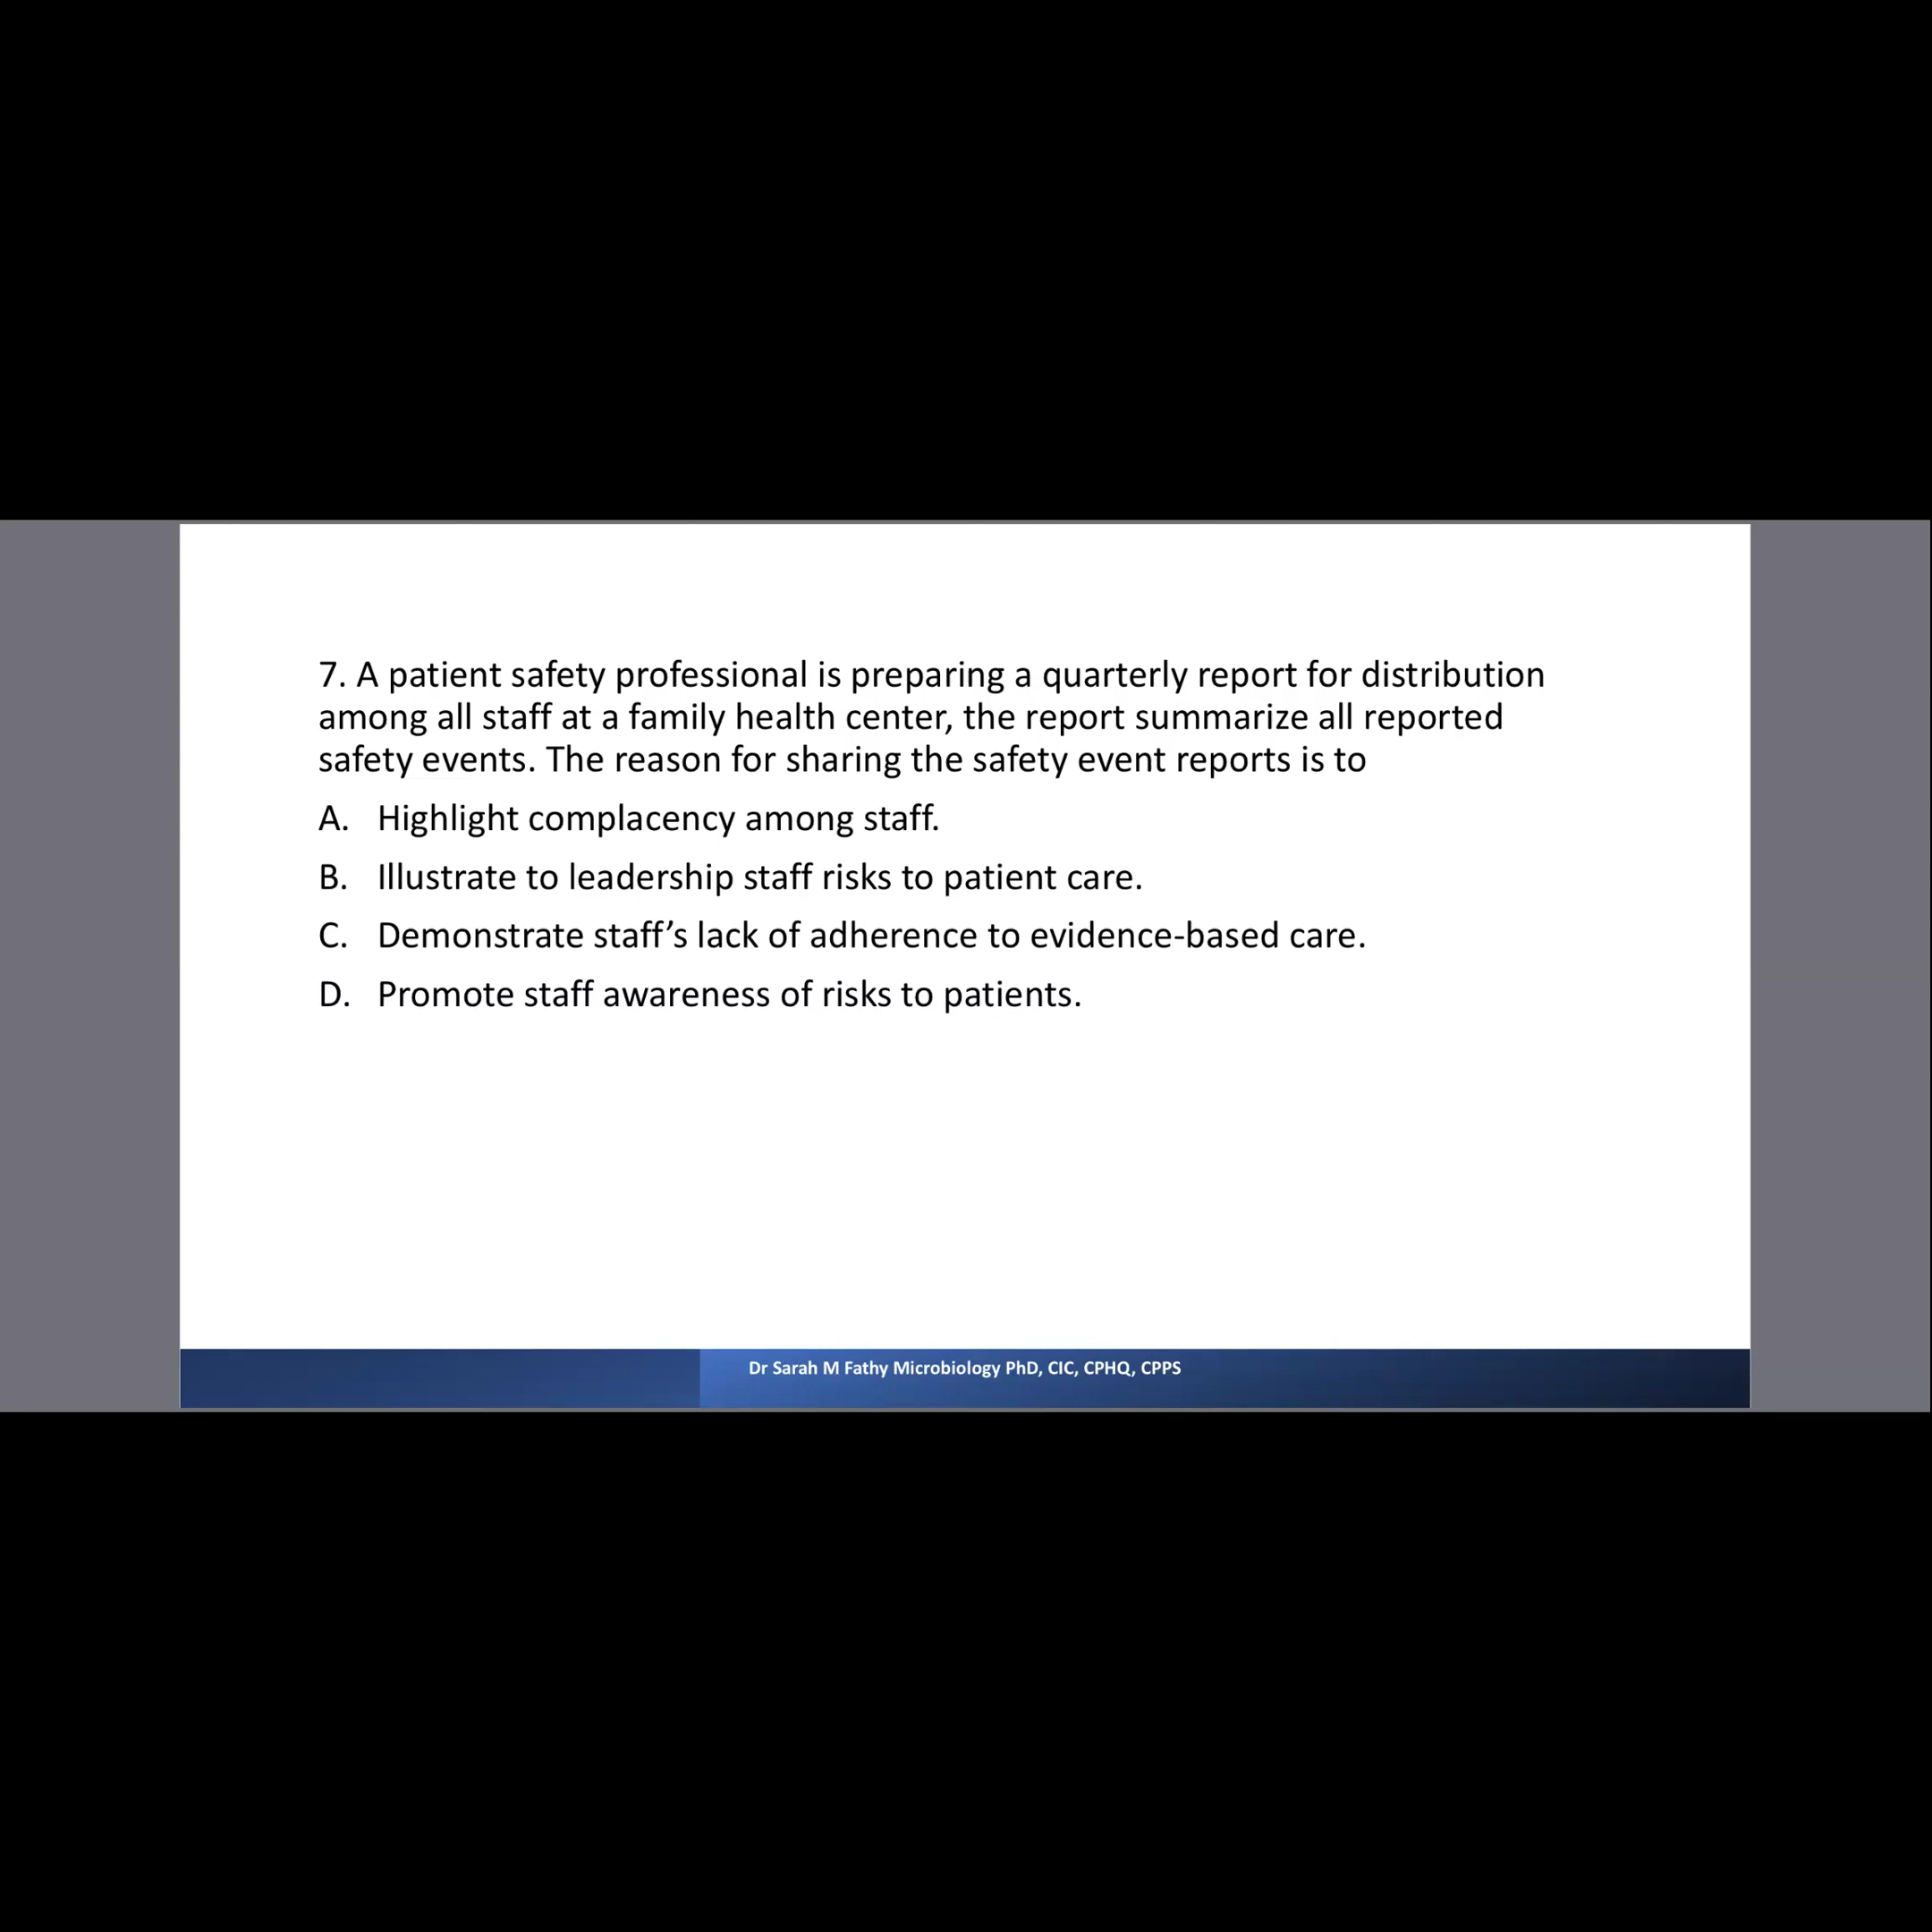 7. A patient safety professional is preparing a quarterly report for distribution
among all staff at a family health center, the report summarize all reported
safety events. The reason for sharing the safety event reports is to
A. Highlight complacency among staff.
B. Illustrate to leadership staff risks to patient care.
C. Demonstrate staff’s lack of adherence to evidence-based care.
D. Promote staff awareness of risks to patients.
Dr Sarah M Fathy Microbiology PhD, CIC, CPHQ, CPPS